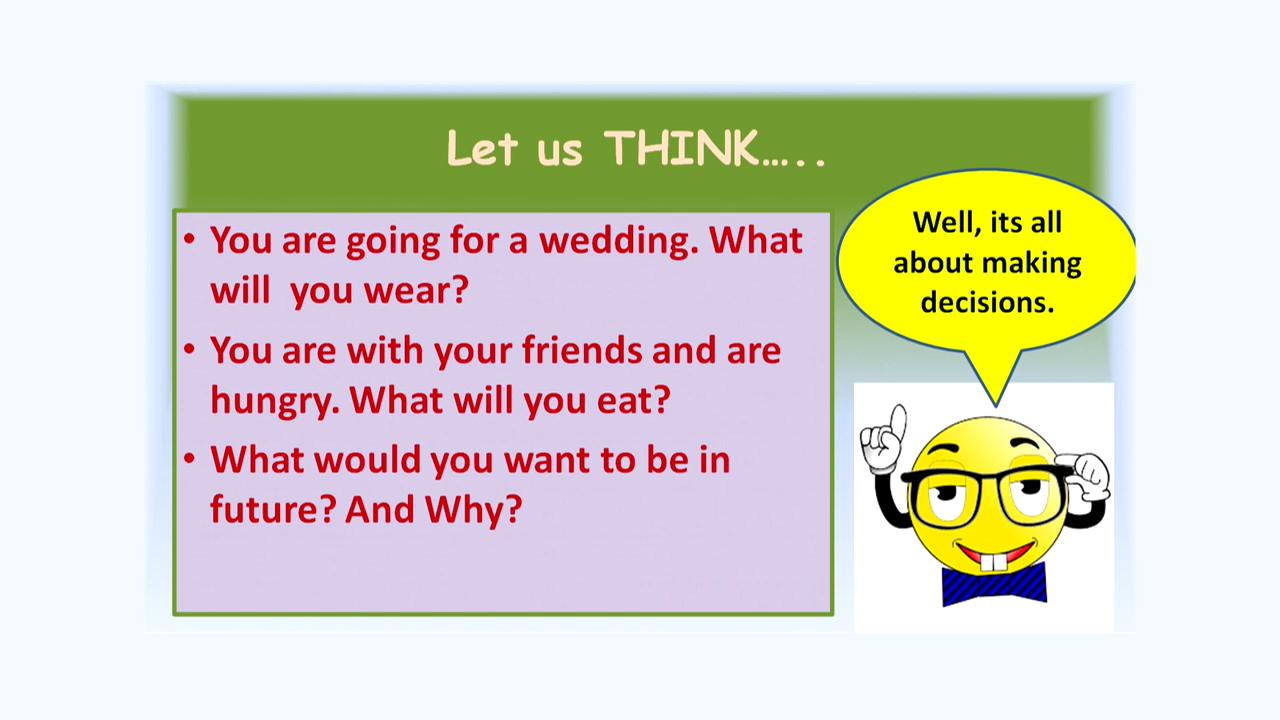 Let us THINK.....
• You are going for a wedding. What
will  you wear?
• You are with your friends and are
hungry. What will you eat?
• What would you want to be in
future? And Why?
Well, its all
about making
decisions.